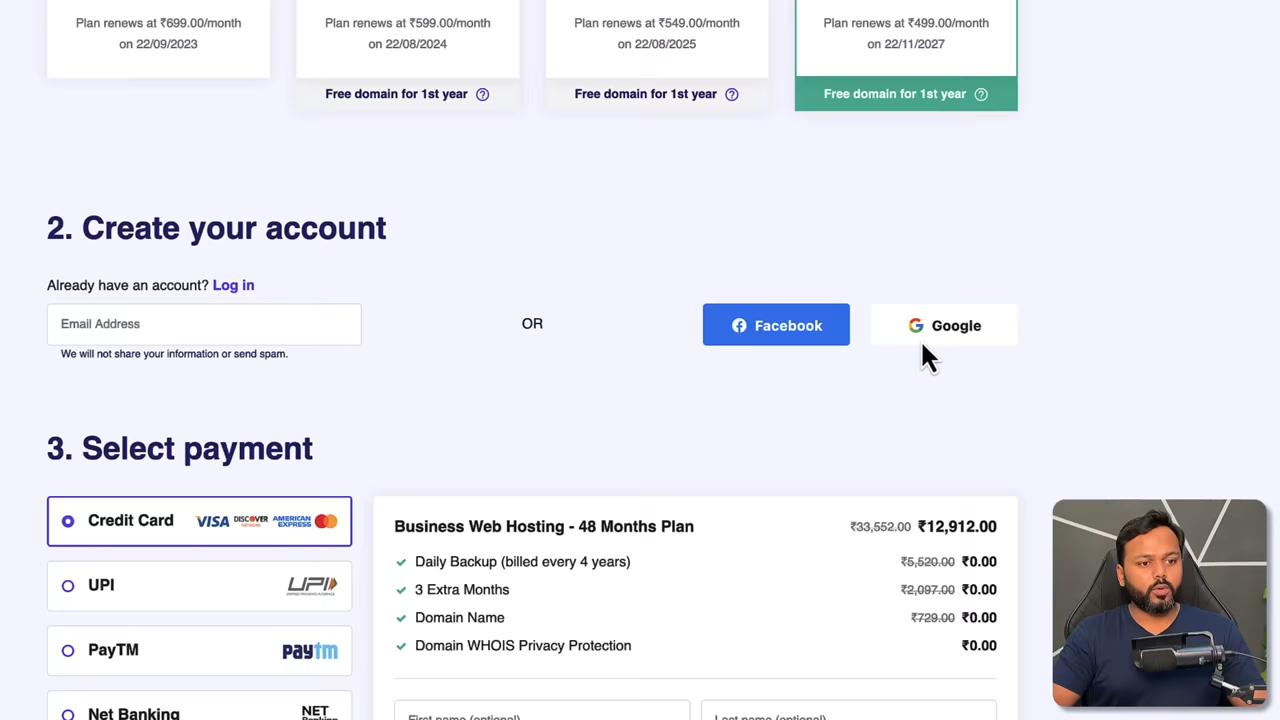 Plan renews at ₹699.00/month
on 22/09/2023
Plan renews at ₹599.00/month
on 22/08/2024
Free domain for 1st year ?
Plan renews at ₹549.00/month
on 22/08/2025
Free domain for 1st year ?
Plan renews at ₹499.00/month
on 22/11/2027
Free domain for 1st year ?
2. Create your account
Already have an account? Log in
Email Address
We will not share your information or send spam.
OR
Facebook
Google
3. Select payment
Credit Card VISA DISCOVER NETWORK AMERICAN EXPRESS
UPI UPI
PayTM paytm
Net Banking NET
Business Web Hosting - 48 Months Plan ₹33,552.00 ₹12,912.00
Daily Backup (billed every 4 years) ₹5,520.00 ₹0.00
3 Extra Months ₹2,097.00 ₹0.00
Domain Name ₹729.00 ₹0.00
Domain WHOIS Privacy Protection ₹0.00
First name (optional) Last name (optional)